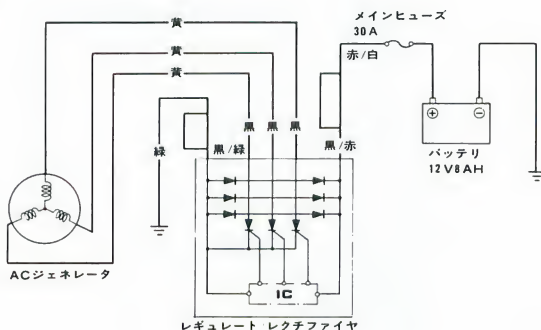 黄
黄
黄
メインヒューズ
30A
赤/白
黒
黒
黒
緑
黒/緑
黒/赤
バッテリ
12V8AH
ACジェネレータ
IC
レギュレート レクチファイヤ